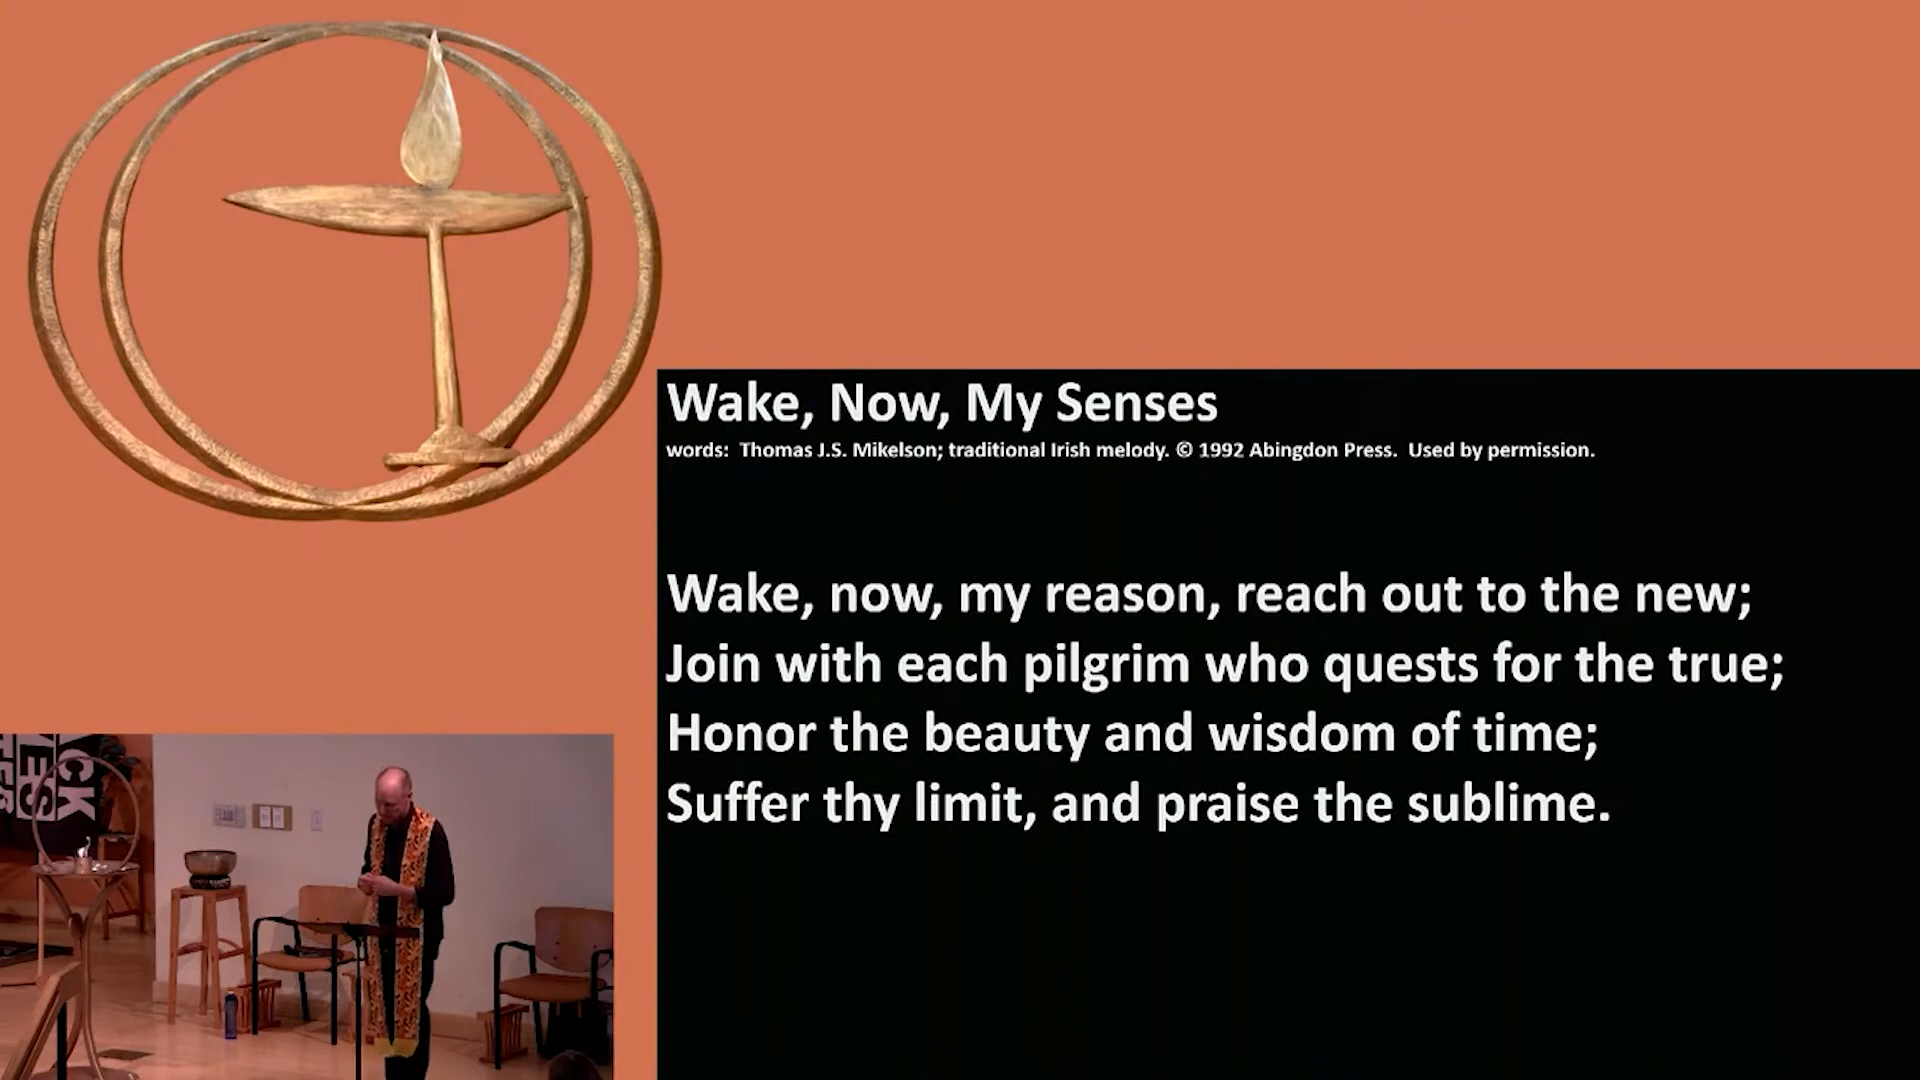 Wake, Now, My Senses
words: Thomas J.S. Mikelson; traditional Irish melody. © 1992 Abingdon Press. Used by permission.
Wake, now, my reason, reach out to the new;
Join with each pilgrim who quests for the true;
Honor the beauty and wisdom of time;
Suffer thy limit, and praise the sublime.